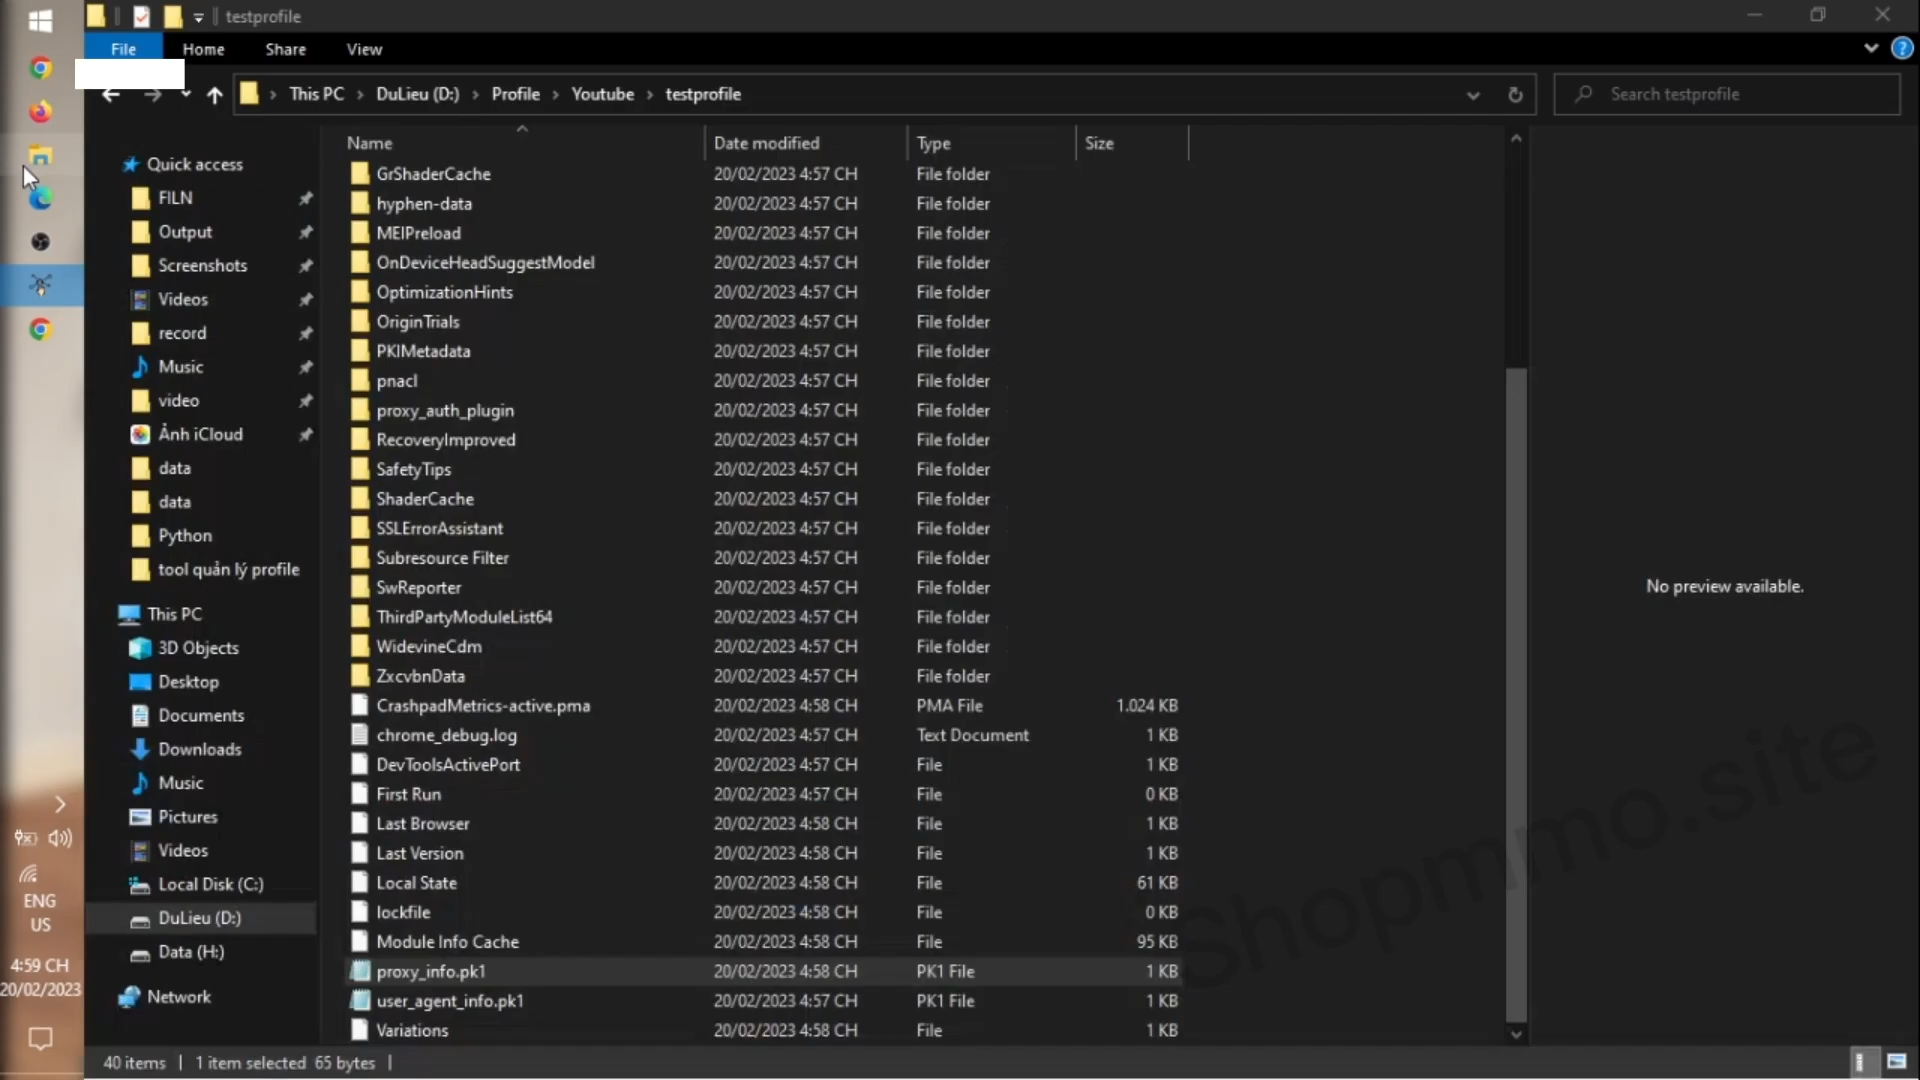 testprofile
File Home Share View
This PC > DuLieu (D:) > Profile > Youtube > testprofile
Search testprofile
Name Date modified Type Size
Quick access
FILN
Output
Screenshots
Videos
record
Music
video
Ảnh iCloud
data
data
Python
tool quản lý profile
This PC
3D Objects
Desktop
Documents
Downloads
Music
Pictures
Videos
Local Disk (C:)
DuLieu (D:)
Data (H:)
Network
GrShaderCache 20/02/2023 4:57 CH File folder
hyphen-data 20/02/2023 4:57 CH File folder
MEIPreload 20/02/2023 4:57 CH File folder
OnDeviceHeadSuggestModel 20/02/2023 4:57 CH File folder
OptimizationHints 20/02/2023 4:57 CH File folder
OriginTrials 20/02/2023 4:57 CH File folder
PKIMetadata 20/02/2023 4:57 CH File folder
pnacl 20/02/2023 4:57 CH File folder
proxy_auth_plugin 20/02/2023 4:57 CH File folder
RecoveryImproved 20/02/2023 4:57 CH File folder
SafetyTips 20/02/2023 4:57 CH File folder
ShaderCache 20/02/2023 4:57 CH File folder
SSLErrorAssistant 20/02/2023 4:57 CH File folder
Subresource Filter 20/02/2023 4:57 CH File folder
SwReporter 20/02/2023 4:57 CH File folder
ThirdPartyModuleList64 20/02/2023 4:57 CH File folder
WidevineCdm 20/02/2023 4:57 CH File folder
ZxcvbnData 20/02/2023 4:57 CH File folder
CrashpadMetrics-active.pma 20/02/2023 4:58 CH PMA File 1.024 KB
chrome_debug.log 20/02/2023 4:57 CH Text Document 1 KB
DevToolsActivePort 20/02/2023 4:57 CH File 1 KB
First Run 20/02/2023 4:57 CH File 0 KB
Last Browser 20/02/2023 4:58 CH File 1 KB
Last Version 20/02/2023 4:58 CH File 1 KB
Local State 20/02/2023 4:58 CH File 61 KB
lockfile 20/02/2023 4:58 CH File 0 KB
Module Info Cache 20/02/2023 4:58 CH File 95 KB
proxy_info.pk1 20/02/2023 4:58 CH PK1 File 1 KB
user_agent_info.pk1 20/02/2023 4:57 CH PK1 File 1 KB
Variations 20/02/2023 4:58 CH File 1 KB
No preview available.
Shopmmo.site
ENG
US
4:59 CH
20/02/2023
40 items | 1 item selected 65 bytes |